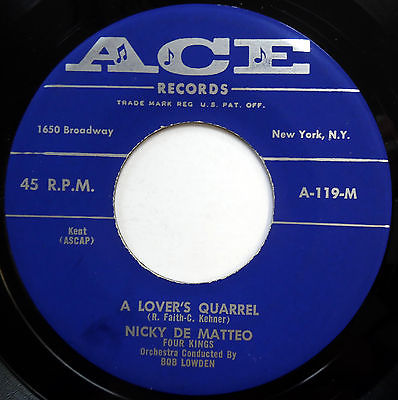 ACE
RECORDS
TRADE MARK REG U.S. PAT. OFF.
1650 Broadway
New York, N.Y.
45 R.P.M.
A-119-M
Kent
(ASCAP)
A LOVER'S QUARREL
(R. Faith-C. Kehner)
NICKY DE MATTEO
FOUR KINGS
Orchestra Conducted By
BOB LOWDEN